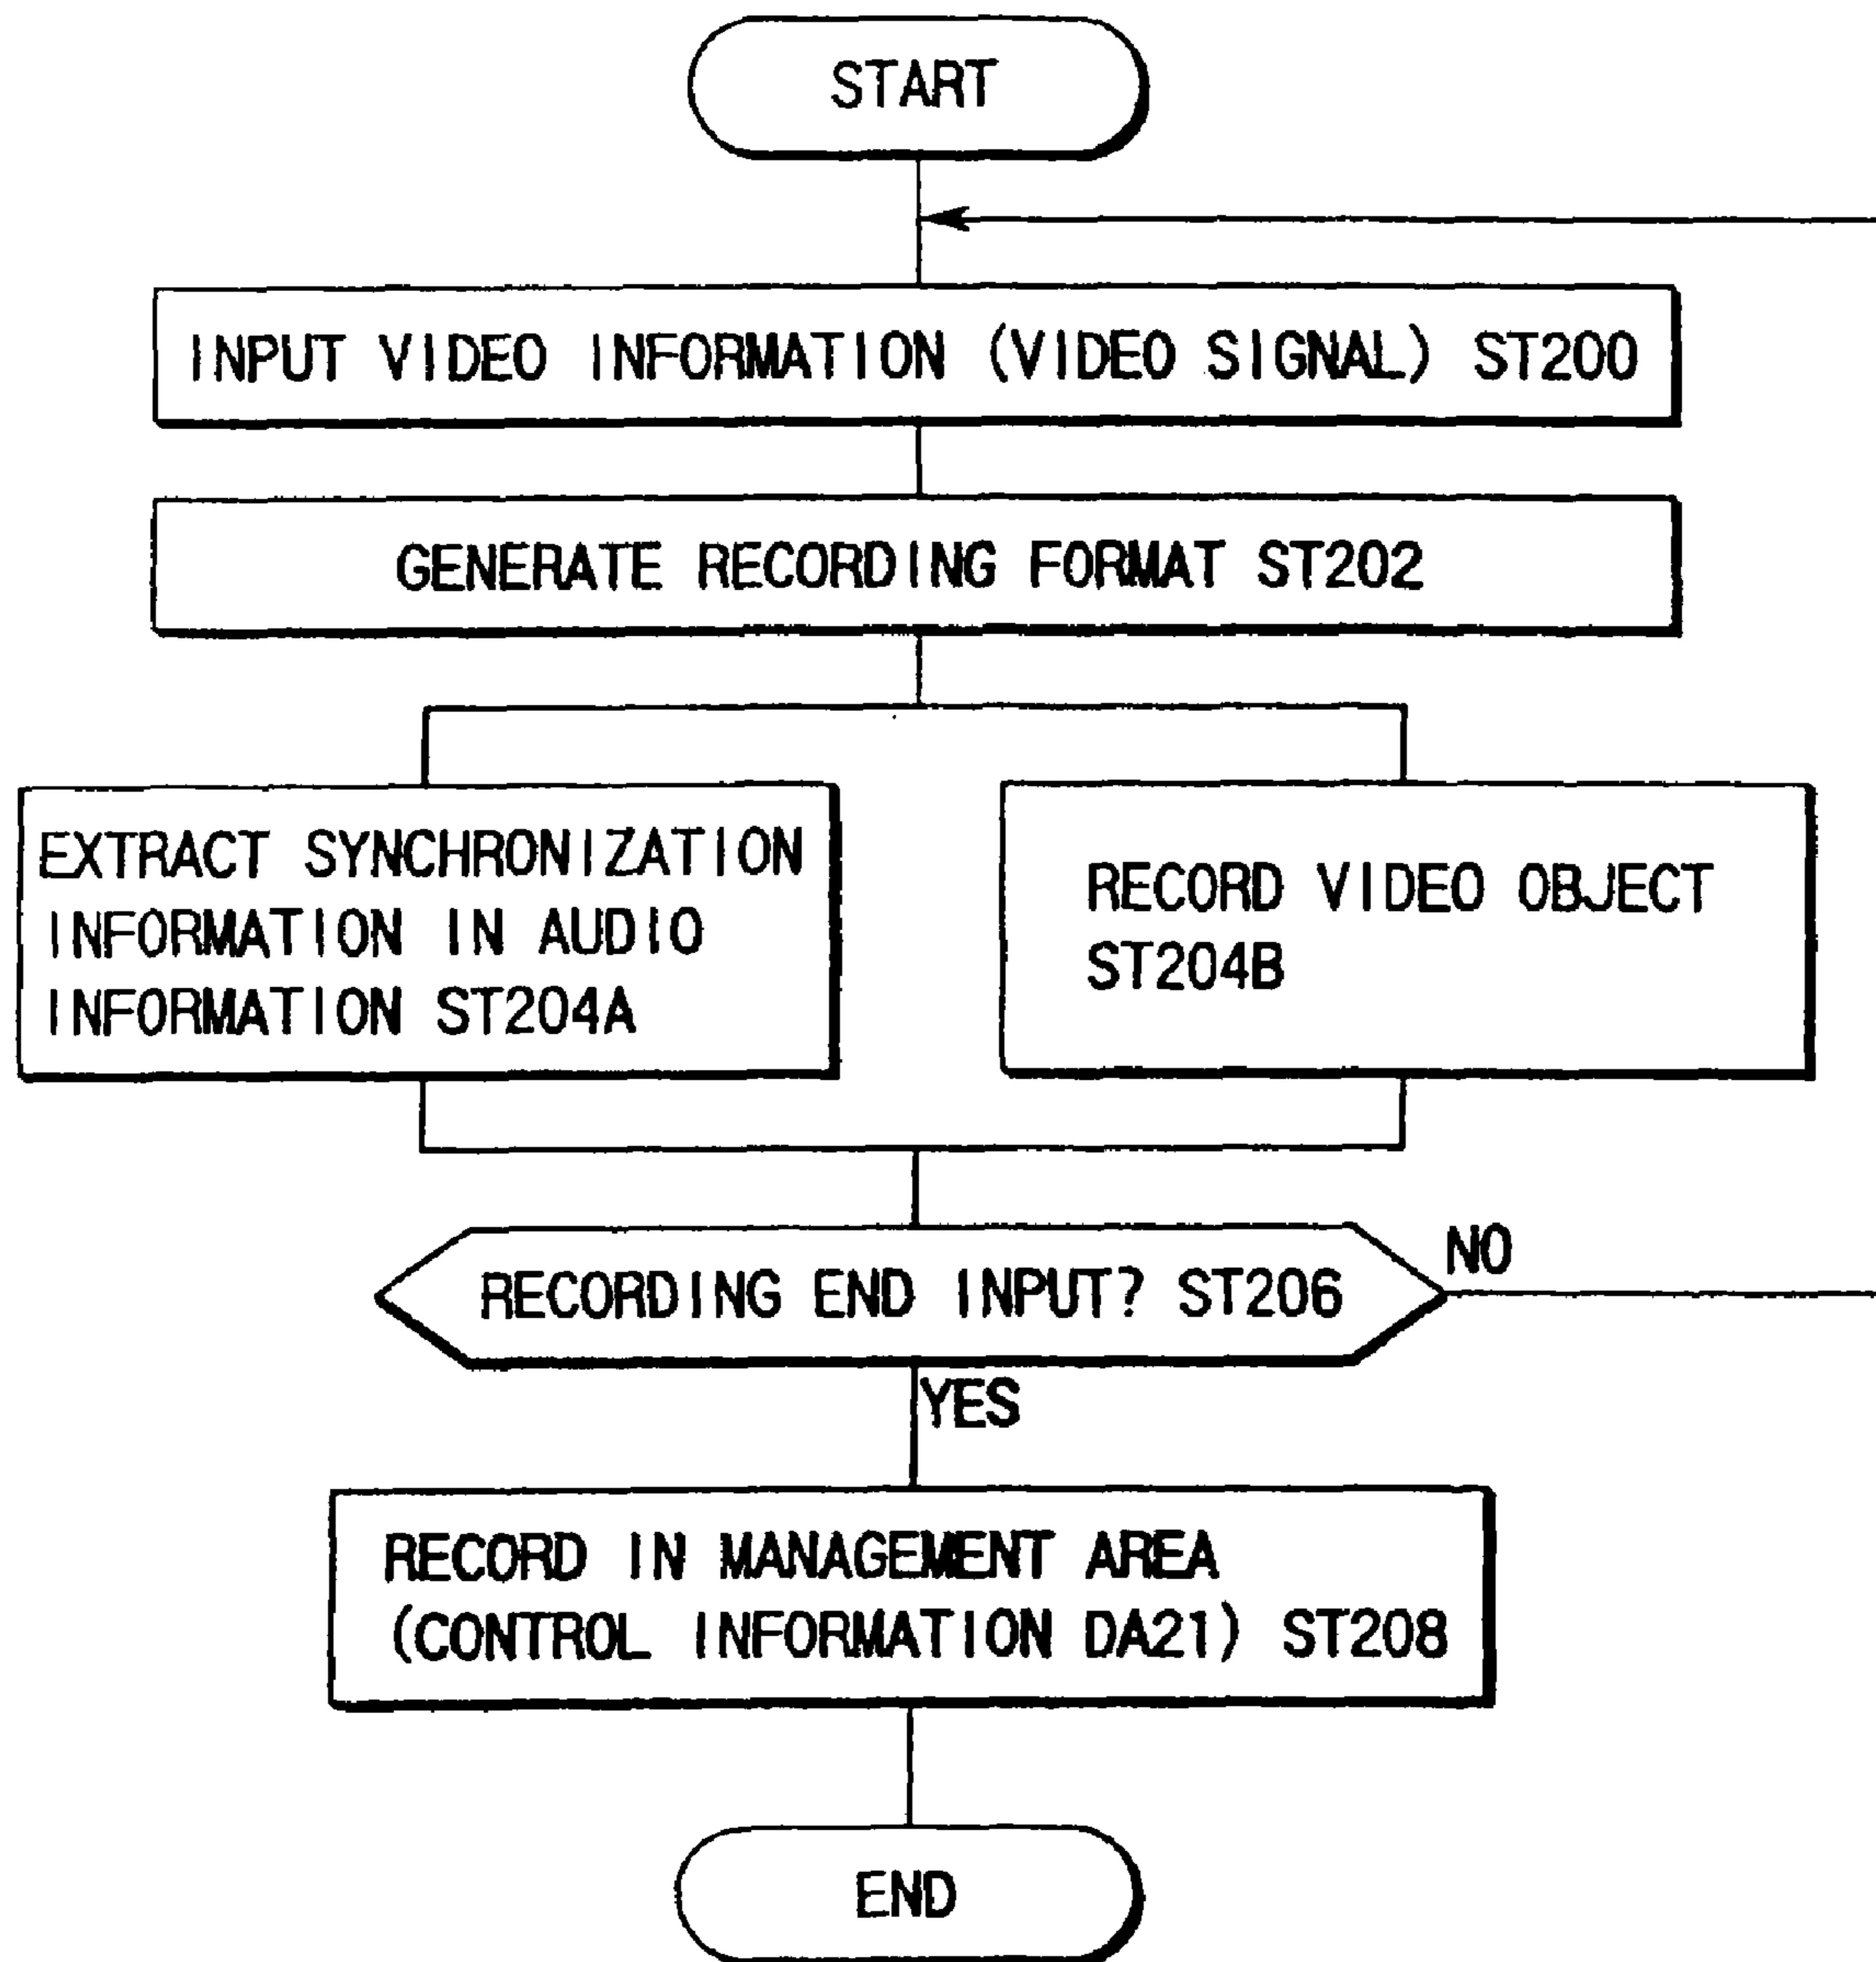 START
INPUT VIDEO INFORMATION (VIDEO SIGNAL) ST200
GENERATE RECORDING FORMAT ST202
EXTRACT SYNCHRONIZATION
INFORMATION IN AUDIO
INFORMATION ST204A
RECORD VIDEO OBJECT
ST204B
RECORDING END INPUT? ST206
NO
YES
RECORD IN MANAGEMENT AREA
(CONTROL INFORMATION DA21) ST208
END